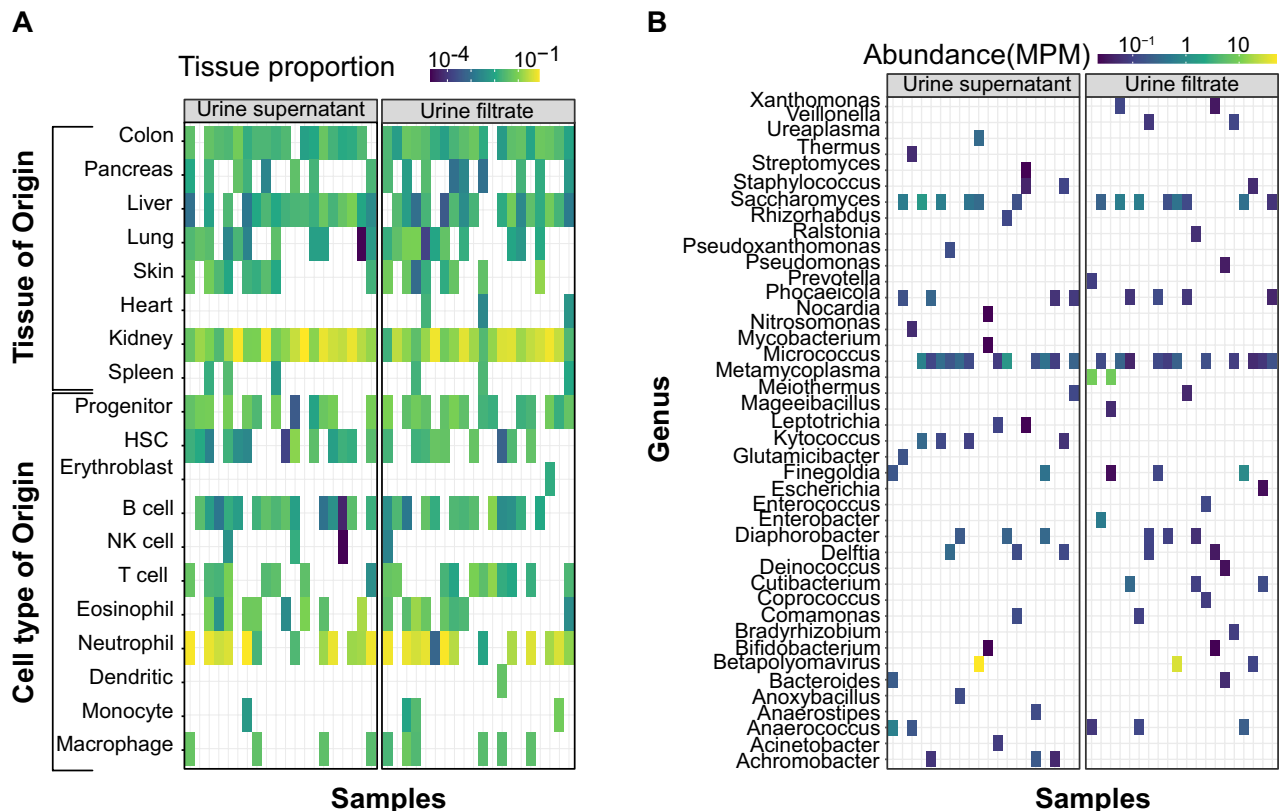 A
Tissue proportion
10-4
10-1
Urine supernatant
Urine filtrate
Tissue of Origin
Colon
Pancreas
Liver
Lung
Skin
Heart
Kidney
Spleen
Cell type of Origin
Progenitor
HSC
Erythroblast
B cell
NK cell
T cell
Eosinophil
Neutrophil
Dendritic
Monocyte
Macrophage
Samples
B
Abundance(MPM)
10-1
1
10
Urine supernatant
Urine filtrate
Genus
Xanthomonas
Veillonella
Ureaplasma
Thermus
Streptomyces
Staphylococcus
Saccharomyces
Rhizorhabdus
Ralstonia
Pseudoxanthomonas
Pseudomonas
Prevotella
Phocaeicola
Nocardia
Nitrosomonas
Mycobacterium
Micrococcus
Metamycoplasma
Meiothermus
Mageeibacillus
Leptotrichia
Kytococcus
Glutamicibacter
Finegoldia
Escherichia
Enterococcus
Enterobacter
Diaphorobacter
Delftia
Deinococcus
Cutibacterium
Coprococcus
Comamonas
Bradyrhizobium
Bifidobacterium
Betapolyomavirus
Bacteroides
Anoxybacillus
Anaerostipes
Anaerococcus
Acinetobacter
Achromobacter
Samples